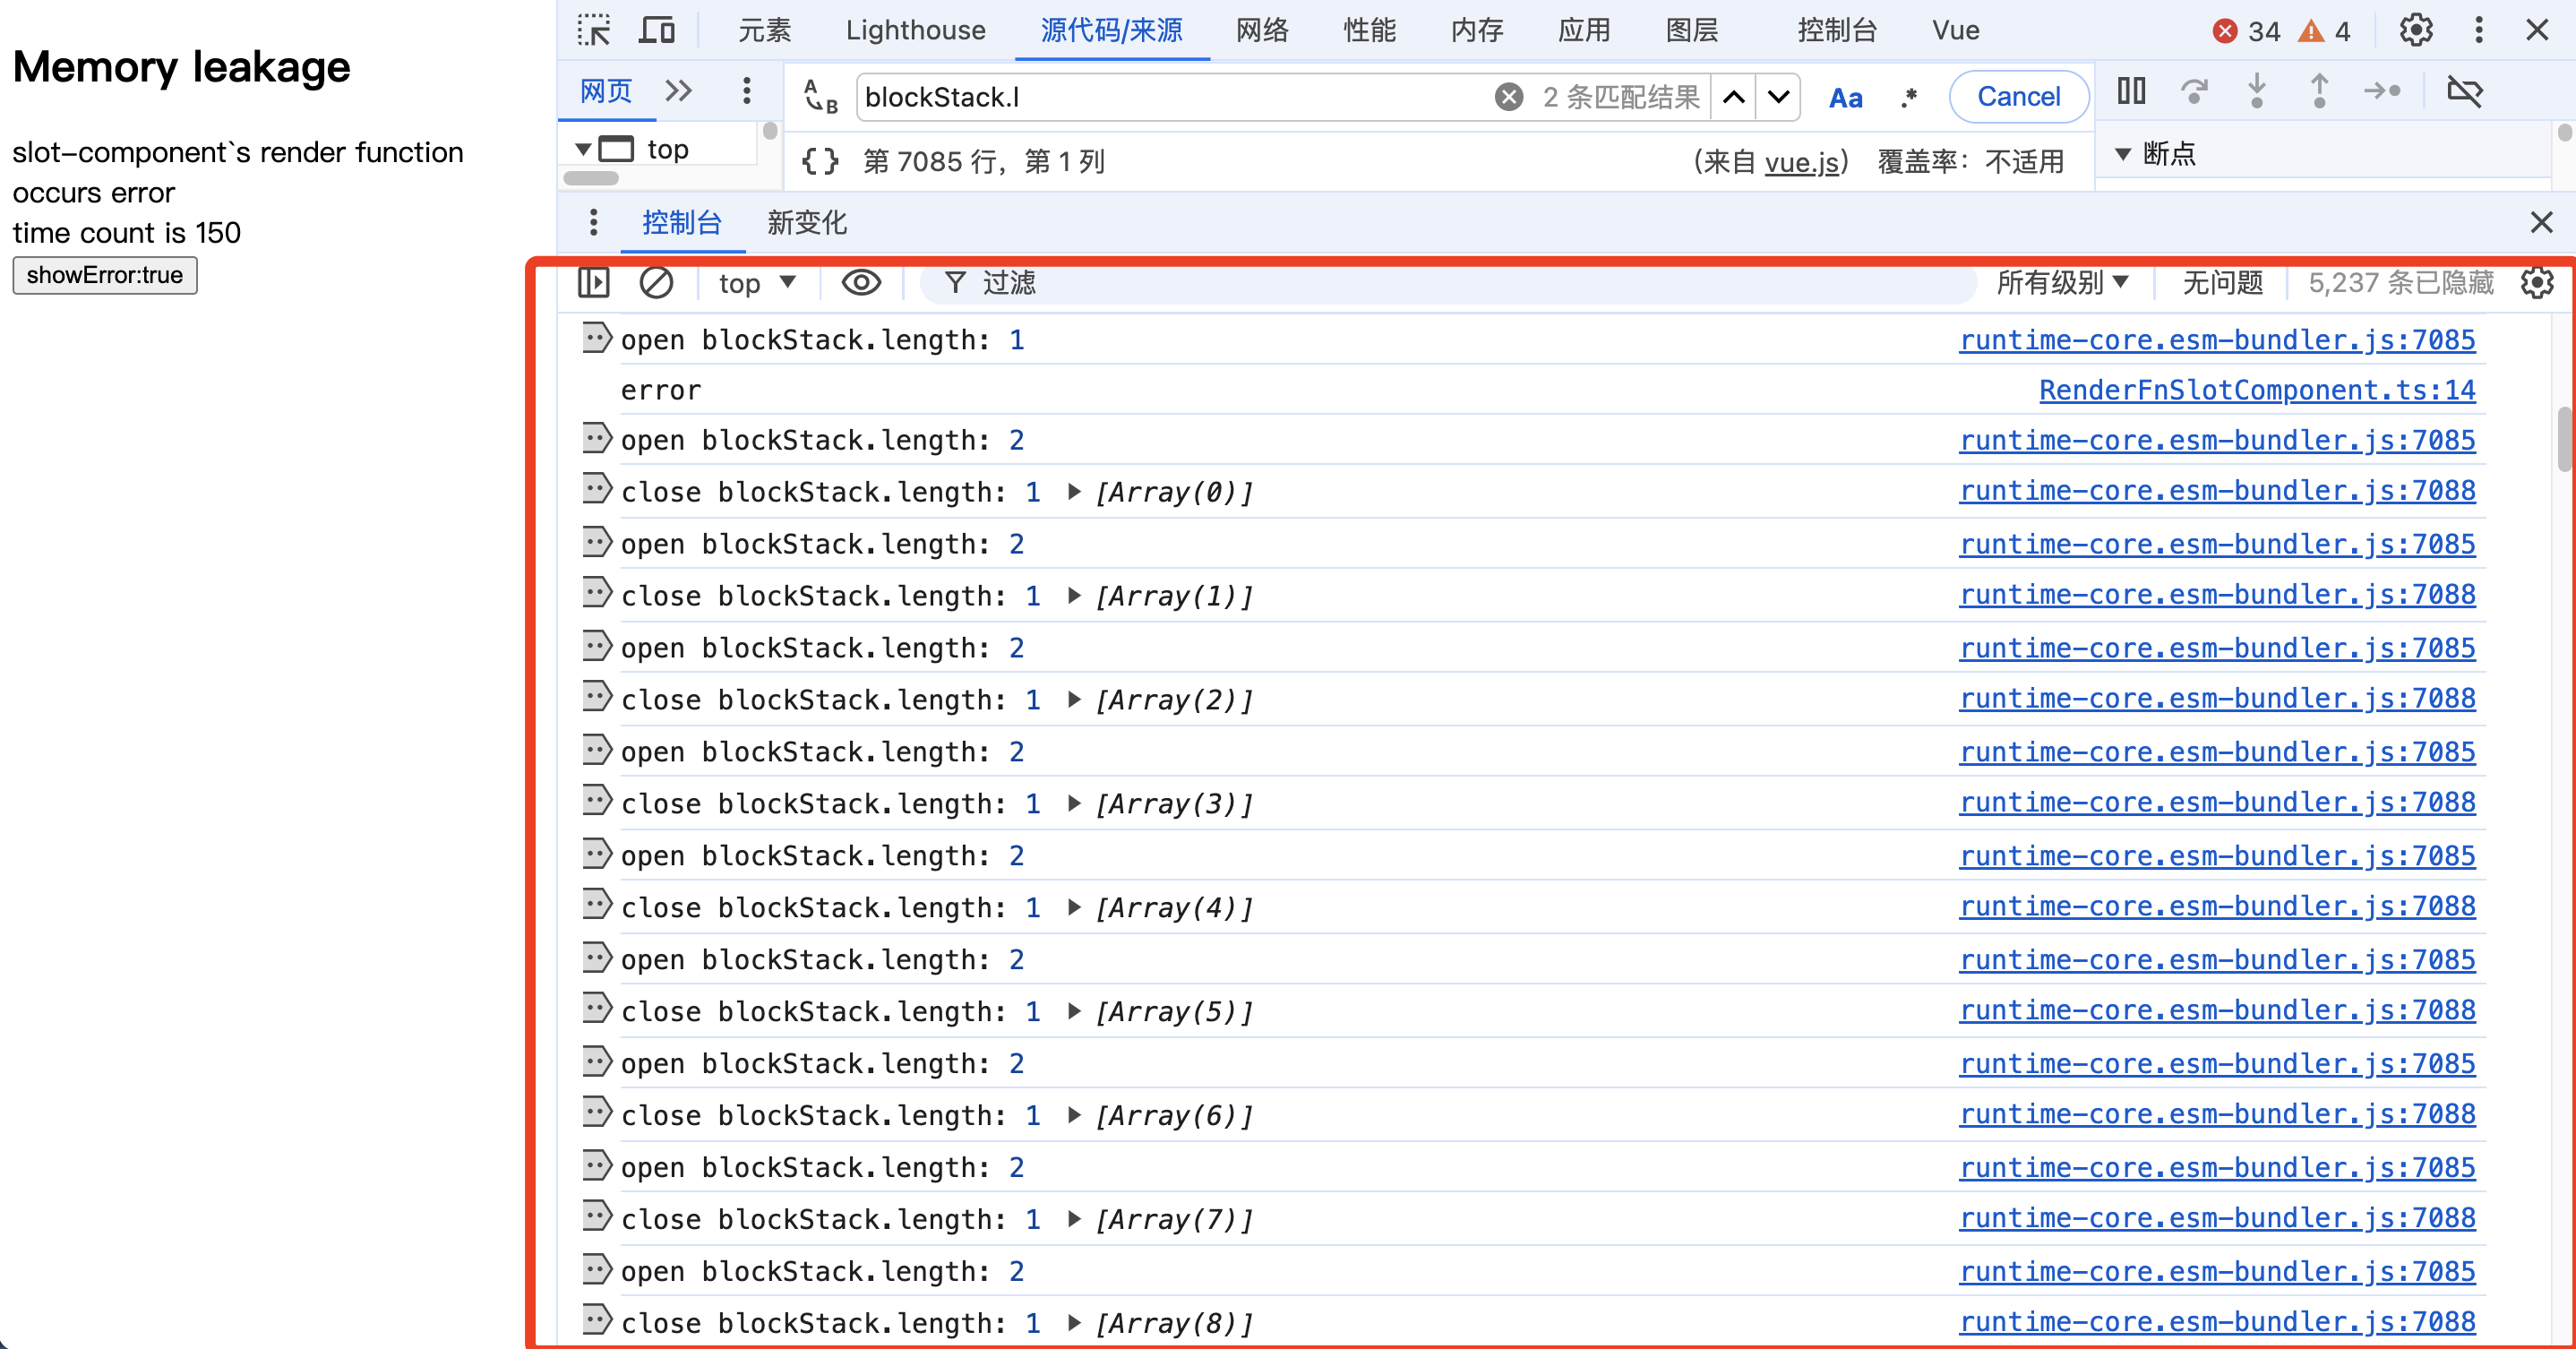 Memory leakage
slot-component`s render function
occurs error
time count is 150
showError:true
元素 Lighthouse 源代码/来源 网络 性能 内存 应用 图层 控制台 Vue 34 4
网页
top
blockStack.l 2 条匹配结果 Aa .* Cancel
{} 第 7085 行，第 1 列 (来自 vue.js) 覆盖率：不适用
断点
控制台 新变化
top 过滤 所有级别 无问题 5,237 条已隐藏
open blockStack.length: 1 runtime-core.esm-bundler.js:7085
error RenderFnSlotComponent.ts:14
open blockStack.length: 2 runtime-core.esm-bundler.js:7085
close blockStack.length: 1 [Array(0)] runtime-core.esm-bundler.js:7088
open blockStack.length: 2 runtime-core.esm-bundler.js:7085
close blockStack.length: 1 [Array(1)] runtime-core.esm-bundler.js:7088
open blockStack.length: 2 runtime-core.esm-bundler.js:7085
close blockStack.length: 1 [Array(2)] runtime-core.esm-bundler.js:7088
open blockStack.length: 2 runtime-core.esm-bundler.js:7085
close blockStack.length: 1 [Array(3)] runtime-core.esm-bundler.js:7088
open blockStack.length: 2 runtime-core.esm-bundler.js:7085
close blockStack.length: 1 [Array(4)] runtime-core.esm-bundler.js:7088
open blockStack.length: 2 runtime-core.esm-bundler.js:7085
close blockStack.length: 1 [Array(5)] runtime-core.esm-bundler.js:7088
open blockStack.length: 2 runtime-core.esm-bundler.js:7085
close blockStack.length: 1 [Array(6)] runtime-core.esm-bundler.js:7088
open blockStack.length: 2 runtime-core.esm-bundler.js:7085
close blockStack.length: 1 [Array(7)] runtime-core.esm-bundler.js:7088
open blockStack.length: 2 runtime-core.esm-bundler.js:7085
close blockStack.length: 1 [Array(8)] runtime-core.esm-bundler.js:7088